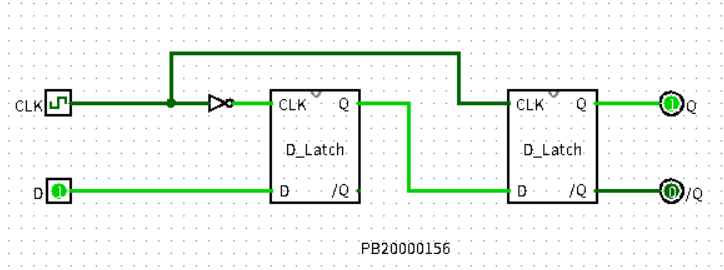 CLK CLK Q CLK Q 1 Q
D_Latch D_Latch
D 1 D /Q D /Q 0 /Q
PB20000156